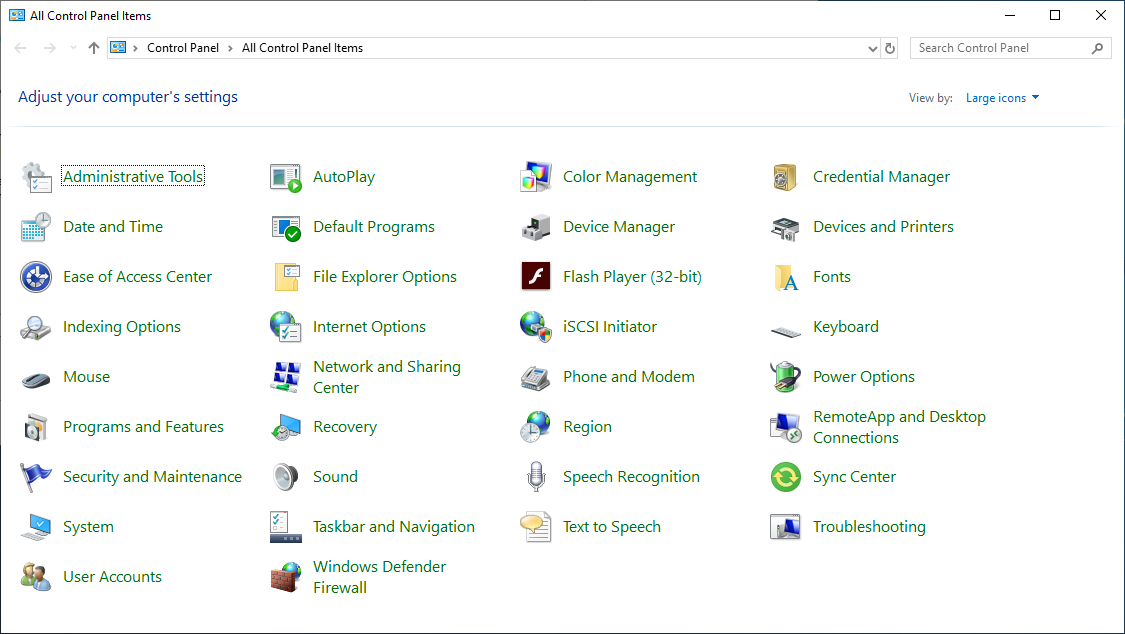 All Control Panel Items
Control Panel > All Control Panel Items
Search Control Panel
Adjust your computer's settings
View by: Large icons
Administrative Tools
AutoPlay
Color Management
Credential Manager
Date and Time
Default Programs
Device Manager
Devices and Printers
Ease of Access Center
File Explorer Options
Flash Player (32-bit)
Fonts
Indexing Options
Internet Options
iSCSI Initiator
Keyboard
Mouse
Network and Sharing
Center
Phone and Modem
Power Options
Programs and Features
Recovery
Region
RemoteApp and Desktop
Connections
Security and Maintenance
Sound
Speech Recognition
Sync Center
System
Taskbar and Navigation
Text to Speech
Troubleshooting
User Accounts
Windows Defender
Firewall